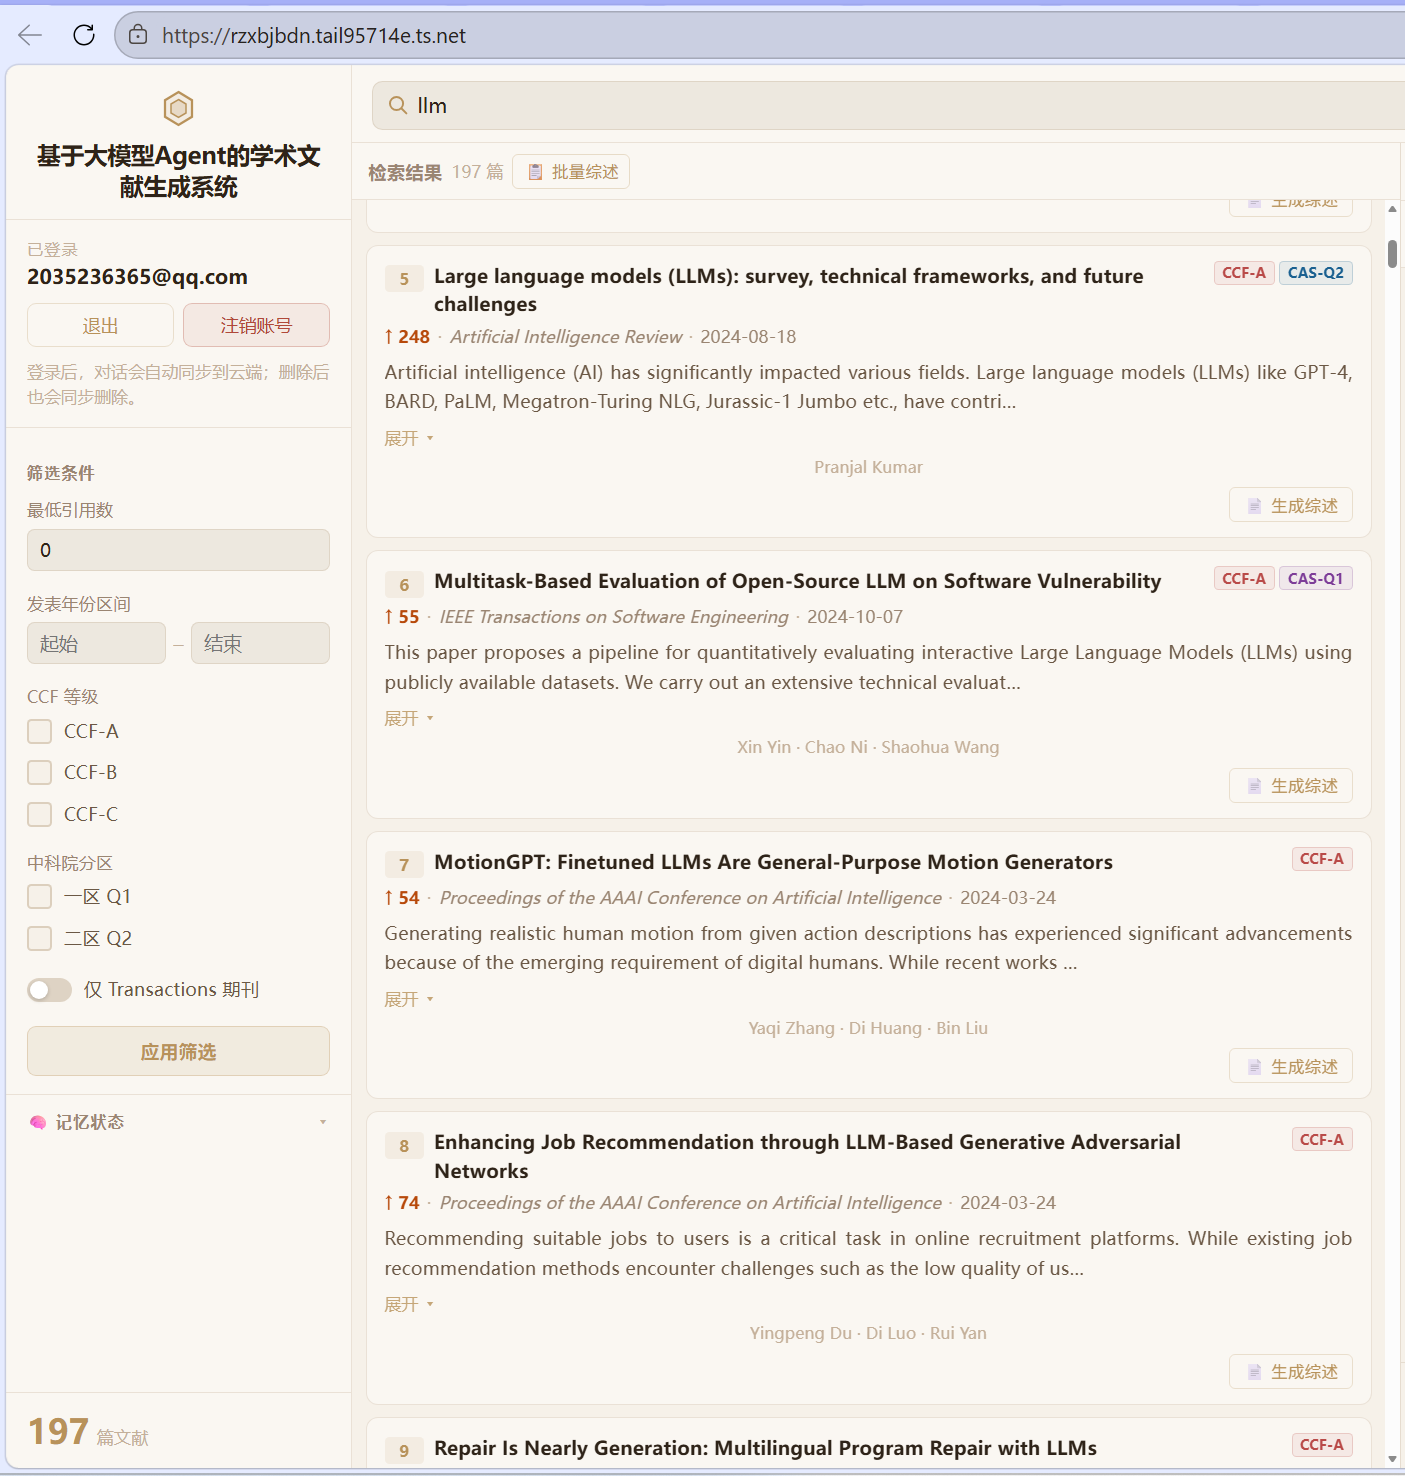 https://rzxbjbdn.tail95714e.ts.net
基于大模型Agent的学术文
献生成系统
已登录
2035236365@qq.com
退出
注销账号
登录后，对话会自动同步到云端；删除后
也会同步删除。
筛选条件
最低引用数
0
发表年份区间
起始 – 结束
CCF 等级
CCF-A
CCF-B
CCF-C
中科院分区
一区 Q1
二区 Q2
仅 Transactions 期刊
应用筛选
记忆状态
197 篇文献
llm
检索结果 197 篇 批量综述
生成综述
5 Large language models (LLMs): survey, technical frameworks, and future
challenges
CCF-A CAS-Q2
↑ 248 · Artificial Intelligence Review · 2024-08-18
Artificial intelligence (AI) has significantly impacted various fields. Large language models (LLMs) like GPT-4,
BARD, PaLM, Megatron-Turing NLG, Jurassic-1 Jumbo etc., have contri...
展开
Pranjal Kumar
生成综述
6 Multitask-Based Evaluation of Open-Source LLM on Software Vulnerability
CCF-A CAS-Q1
↑ 55 · IEEE Transactions on Software Engineering · 2024-10-07
This paper proposes a pipeline for quantitatively evaluating interactive Large Language Models (LLMs) using
publicly available datasets. We carry out an extensive technical evaluat...
展开
Xin Yin · Chao Ni · Shaohua Wang
生成综述
7 MotionGPT: Finetuned LLMs Are General-Purpose Motion Generators
CCF-A
↑ 54 · Proceedings of the AAAI Conference on Artificial Intelligence · 2024-03-24
Generating realistic human motion from given action descriptions has experienced significant advancements
because of the emerging requirement of digital humans. While recent works ...
展开
Yaqi Zhang · Di Huang · Bin Liu
生成综述
8 Enhancing Job Recommendation through LLM-Based Generative Adversarial
Networks
CCF-A
↑ 74 · Proceedings of the AAAI Conference on Artificial Intelligence · 2024-03-24
Recommending suitable jobs to users is a critical task in online recruitment platforms. While existing job
recommendation methods encounter challenges such as the low quality of us...
展开
Yingpeng Du · Di Luo · Rui Yan
生成综述
9 Repair Is Nearly Generation: Multilingual Program Repair with LLMs
CCF-A